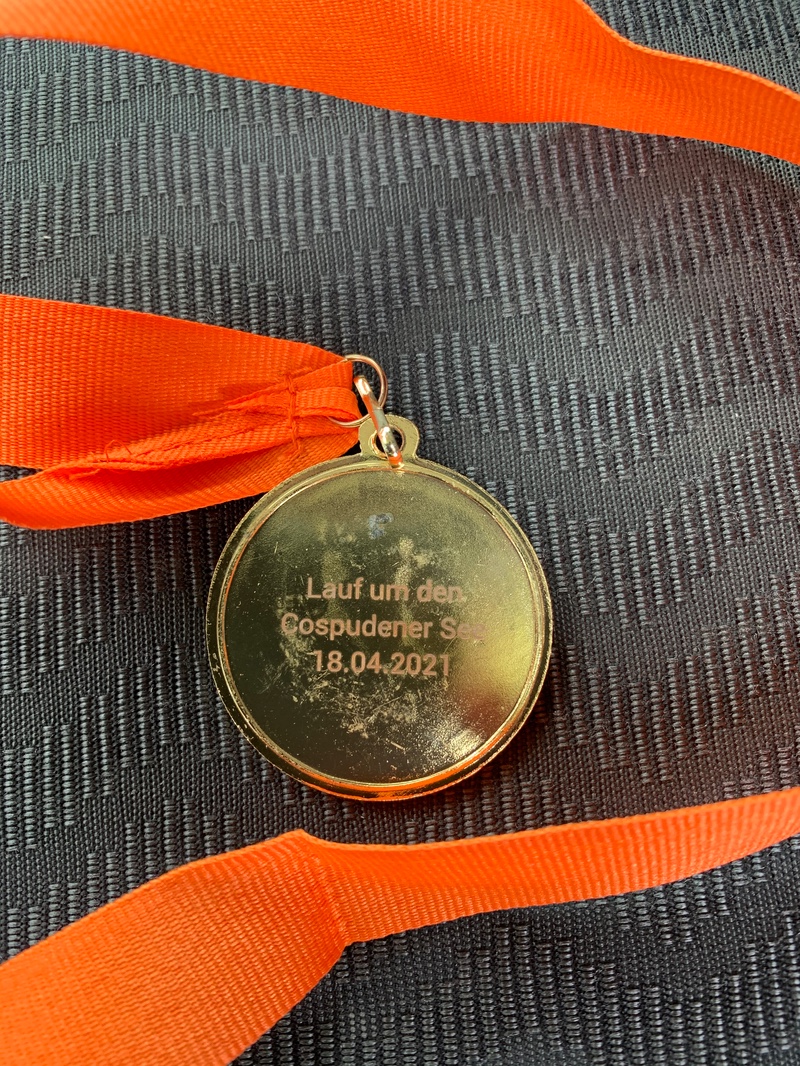 Lauf um den
Cospudener See
18.04.2021